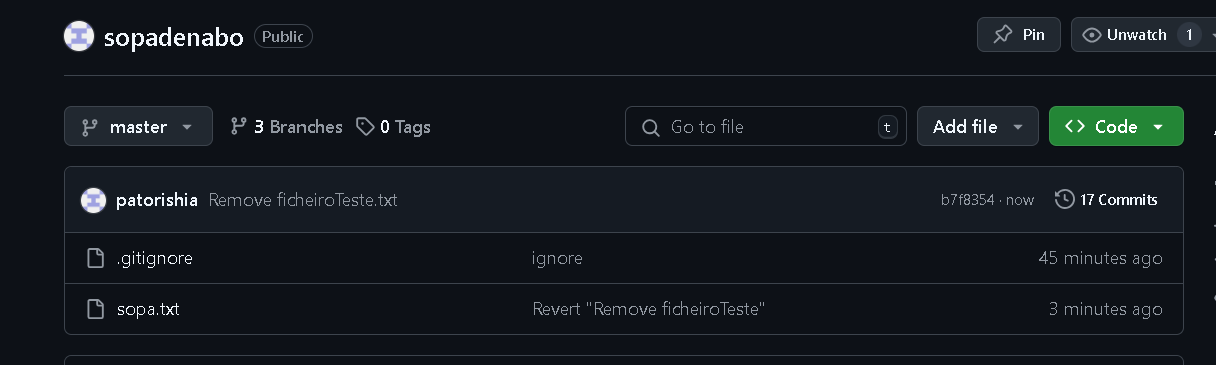 sopadenabo Public Pin Unwatch 1
master 3 Branches 0 Tags Go to file t Add file Code
patorishia Remove ficheiroTeste.txt b7f8354 · now 17 Commits
.gitignore ignore 45 minutes ago
sopa.txt Revert "Remove ficheiroTeste" 3 minutes ago